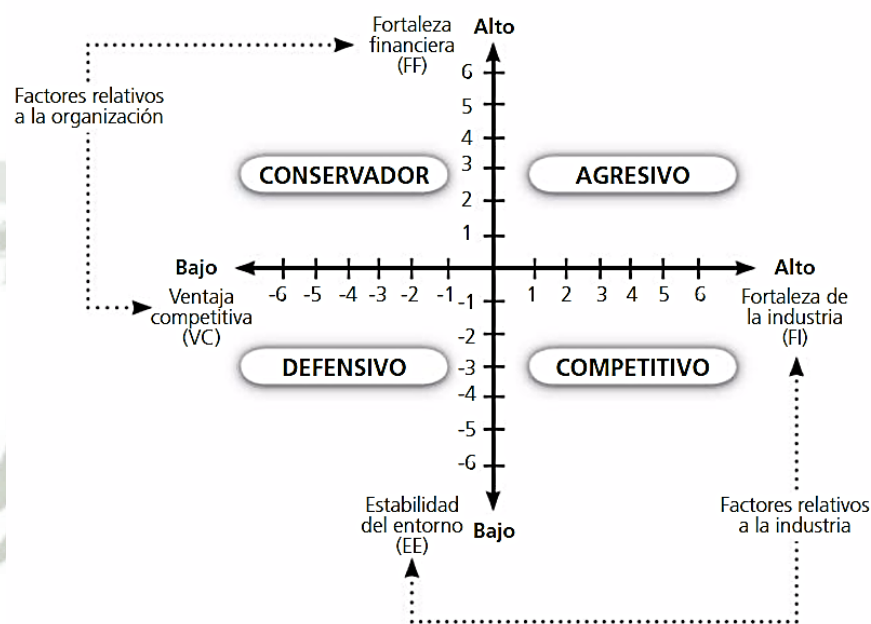 Fortaleza
financiera
(FF)
Alto
6
5
4
3
2
1
Factores relativos
a la organización
CONSERVADOR
AGRESIVO
Bajo
Alto
-6 -5 -4 -3 -2 -1
1 2 3 4 5 6
Ventaja
competitiva
(VC)
Fortaleza de
la industria
(FI)
-1
-2
-3
-4
-5
-6
DEFENSIVO
COMPETITIVO
Estabilidad
del entorno
(EE)
Bajo
Factores relativos
a la industria